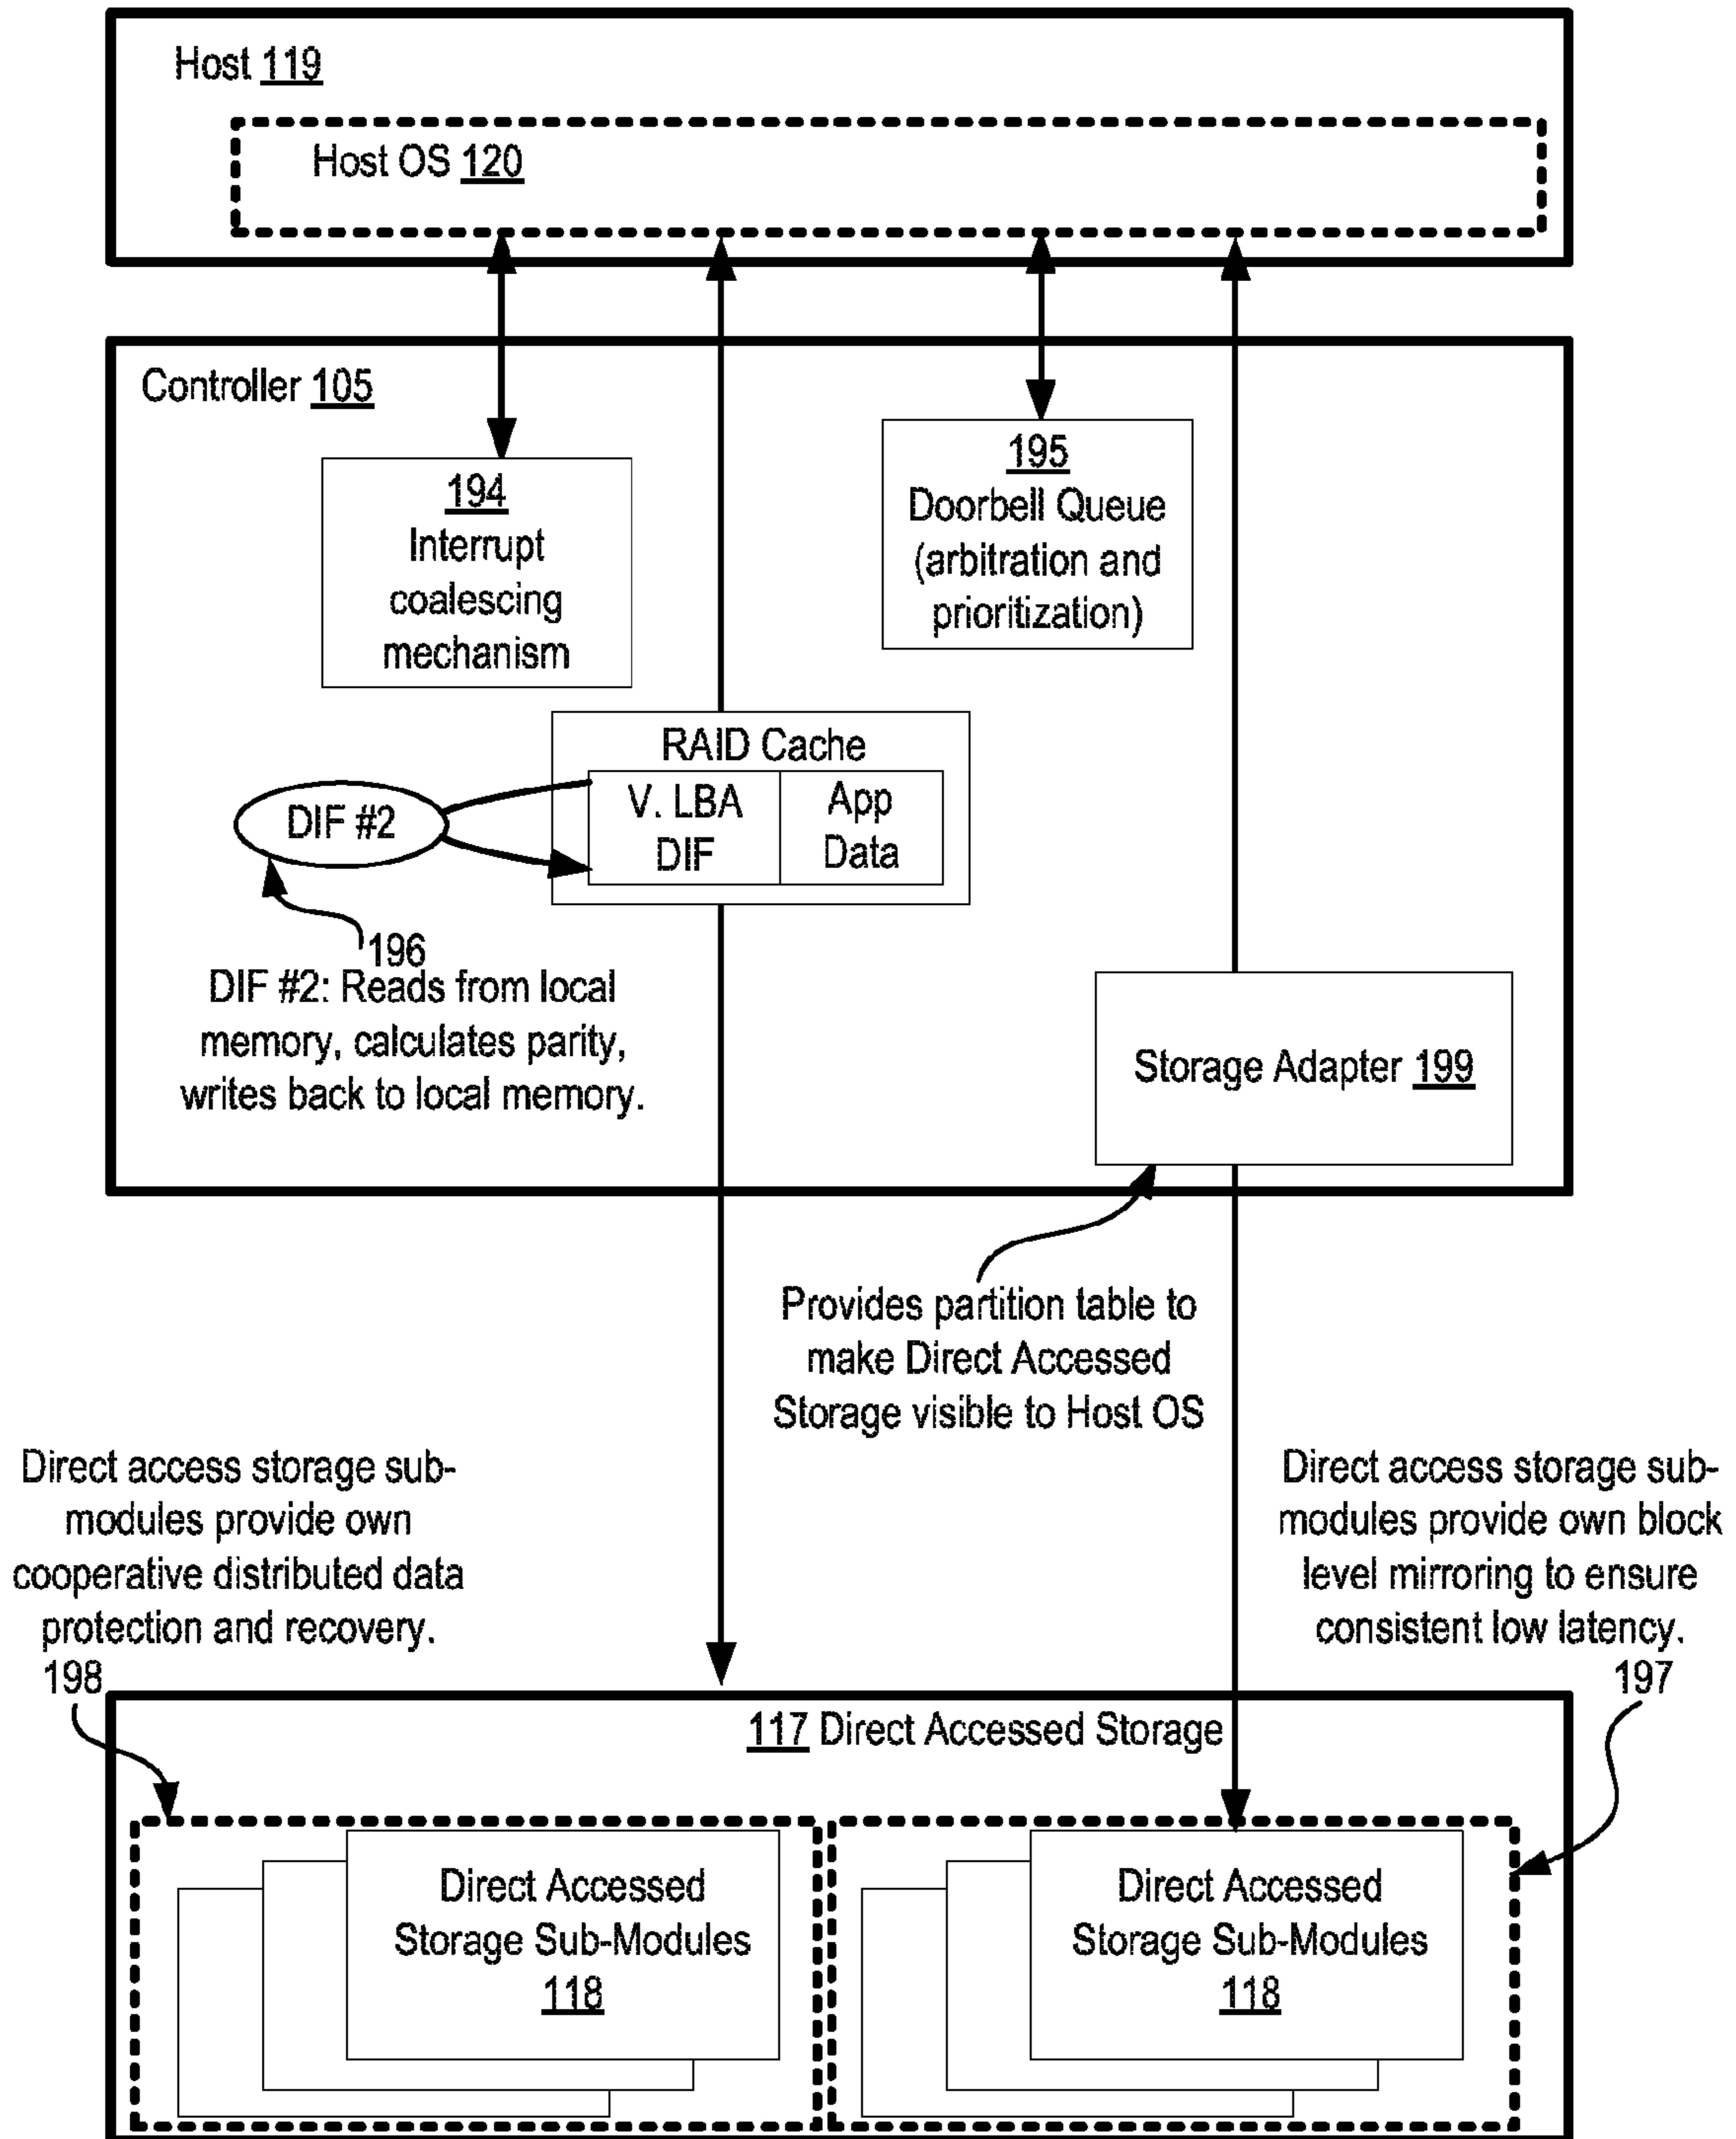 Host 119
Host OS 120
Controller 105
194
Interrupt
coalescing
mechanism
195
Doorbell Queue
(arbitration and
prioritization)
RAID Cache
V. LBA
DIF
App
Data
DIF #2
196
DIF #2: Reads from local
memory, calculates parity,
writes back to local memory.
Storage Adapter 199
Provides partition table to
make Direct Accessed
Storage visible to Host OS
Direct access storage sub-
modules provide own
cooperative distributed data
protection and recovery.
198
Direct access storage sub-
modules provide own block
level mirroring to ensure
consistent low latency.
197
117 Direct Accessed Storage
Direct Accessed
Storage Sub-Modules
118
Direct Accessed
Storage Sub-Modules
118